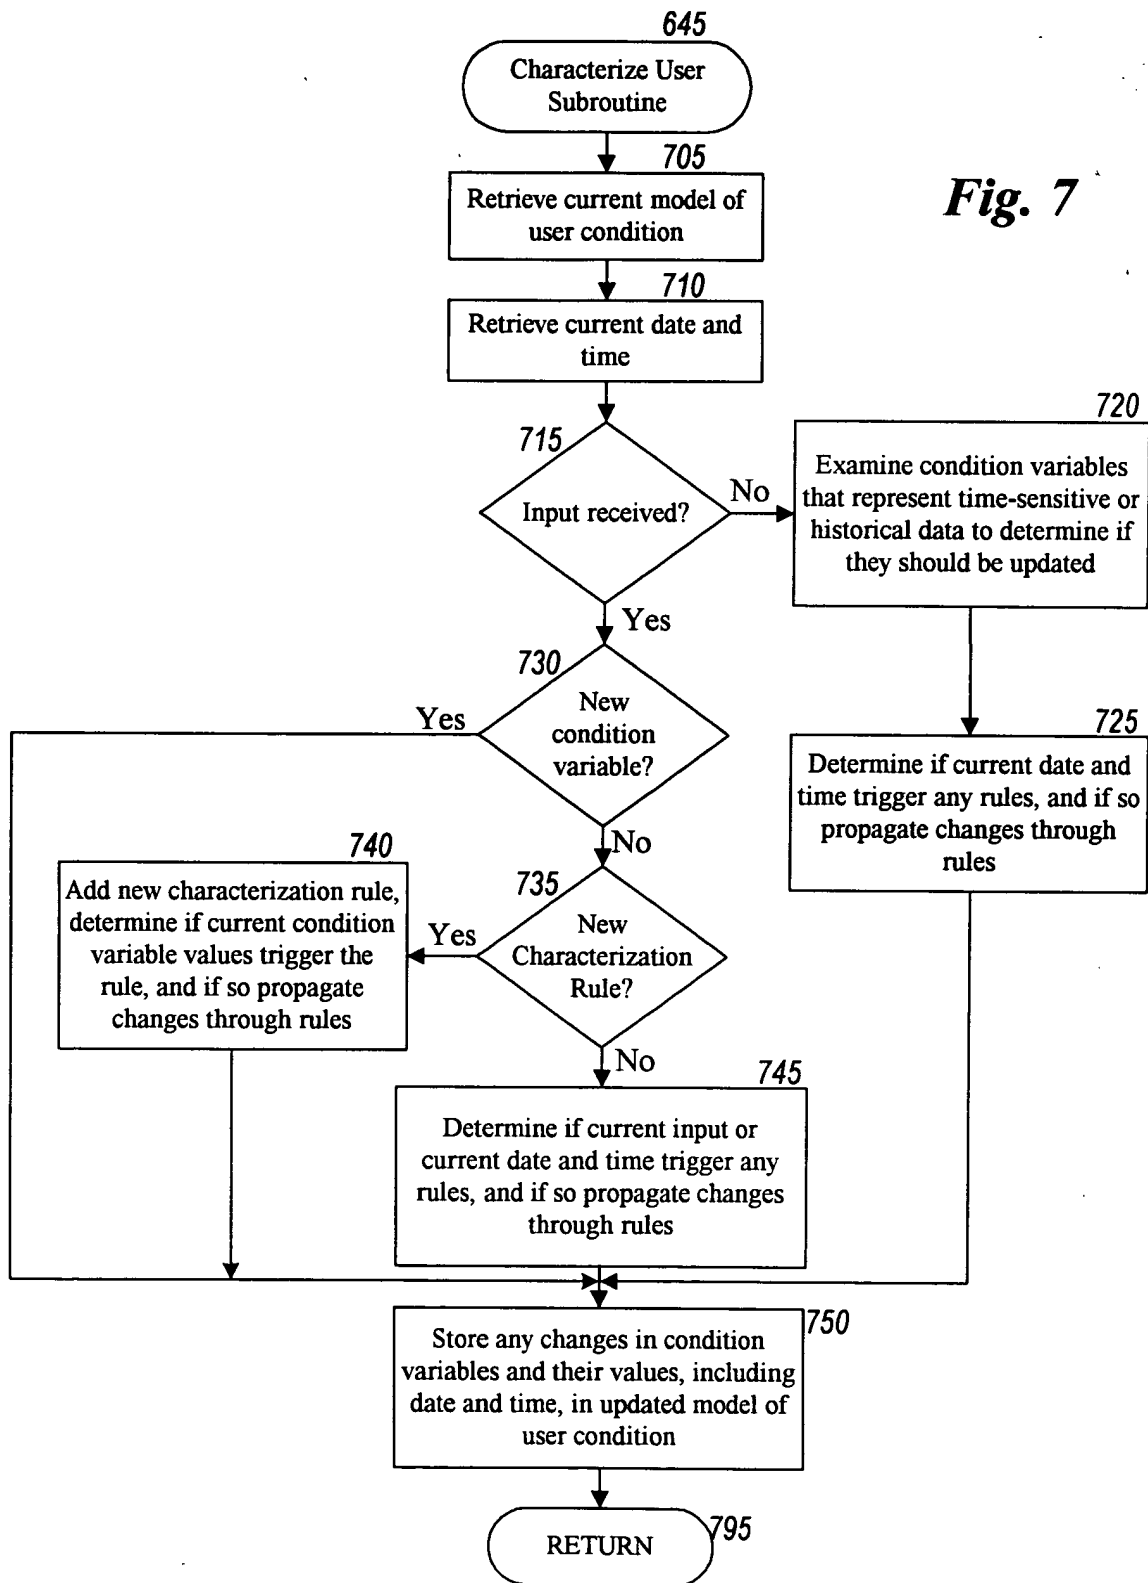 645
Characterize User
Subroutine
705
Fig. 7
Retrieve current model of
user condition
710
Retrieve current date and
time
715
Input received?
No
720
Examine condition variables
that represent time-sensitive or
historical data to determine if
they should be updated
Yes
730
New
condition
variable?
Yes
725
Determine if current date and
time trigger any rules, and if so
propagate changes through
rules
No
740
Add new characterization rule,
determine if current condition
variable values trigger the
rule, and if so propagate
changes through rules
735
Yes
New
Characterization
Rule?
No
745
Determine if current input or
current date and time trigger any
rules, and if so propagate changes
through rules
750
Store any changes in condition
variables and their values, including
date and time, in updated model of
user condition
795
RETURN